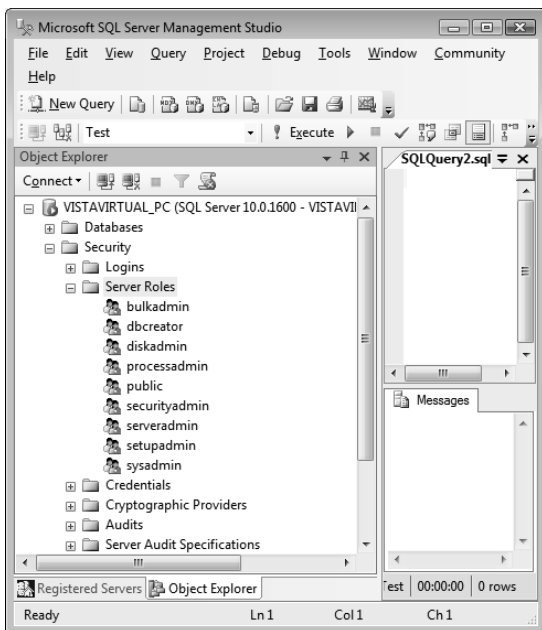 Microsoft SQL Server Management Studio
File Edit View Query Project Debug Tools Window Community
Help
New Query
Test Execute
Object Explorer
SQLQuery2.sql
Connect
VISTAVIRTUAL_PC (SQL Server 10.0.1600 -
Databases
Security
Logins
Server Roles
bulkadmin
dbcreator
diskadmin
processadmin
public
securityadmin
serveradmin
setupadmin
sysadmin
Credentials
Cryptographic Providers
Audits
Server Audit Specifications
Messages
Registered Servers Object Explorer
00:00:00 0 rows
Ready Ln 1 Col 1 Ch 1